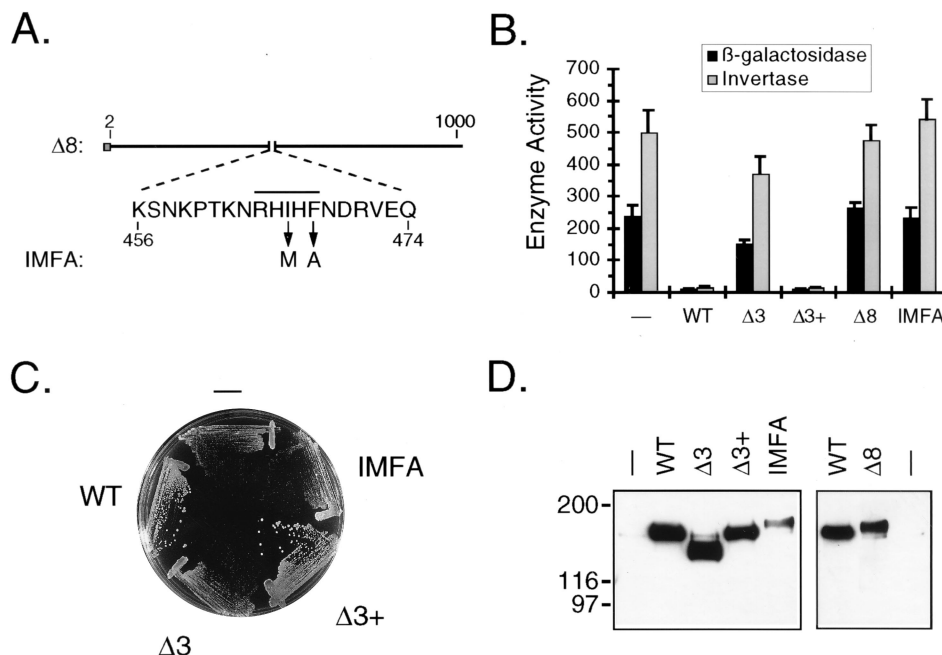 A.
2
1000
Δ8:
KSNKPTKNRHIHFNDRVEQ
456
474
IMFA:
M A
B.
ß-galactosidase
Invertase
Enzyme Activity
700
600
500
400
300
200
100
0
—
WT
Δ3
Δ3+
Δ8
IMFA
C.
—
WT
IMFA
Δ3
Δ3+
D.
— WT Δ3 Δ3+ IMFA
WT Δ8 —
200
116
97